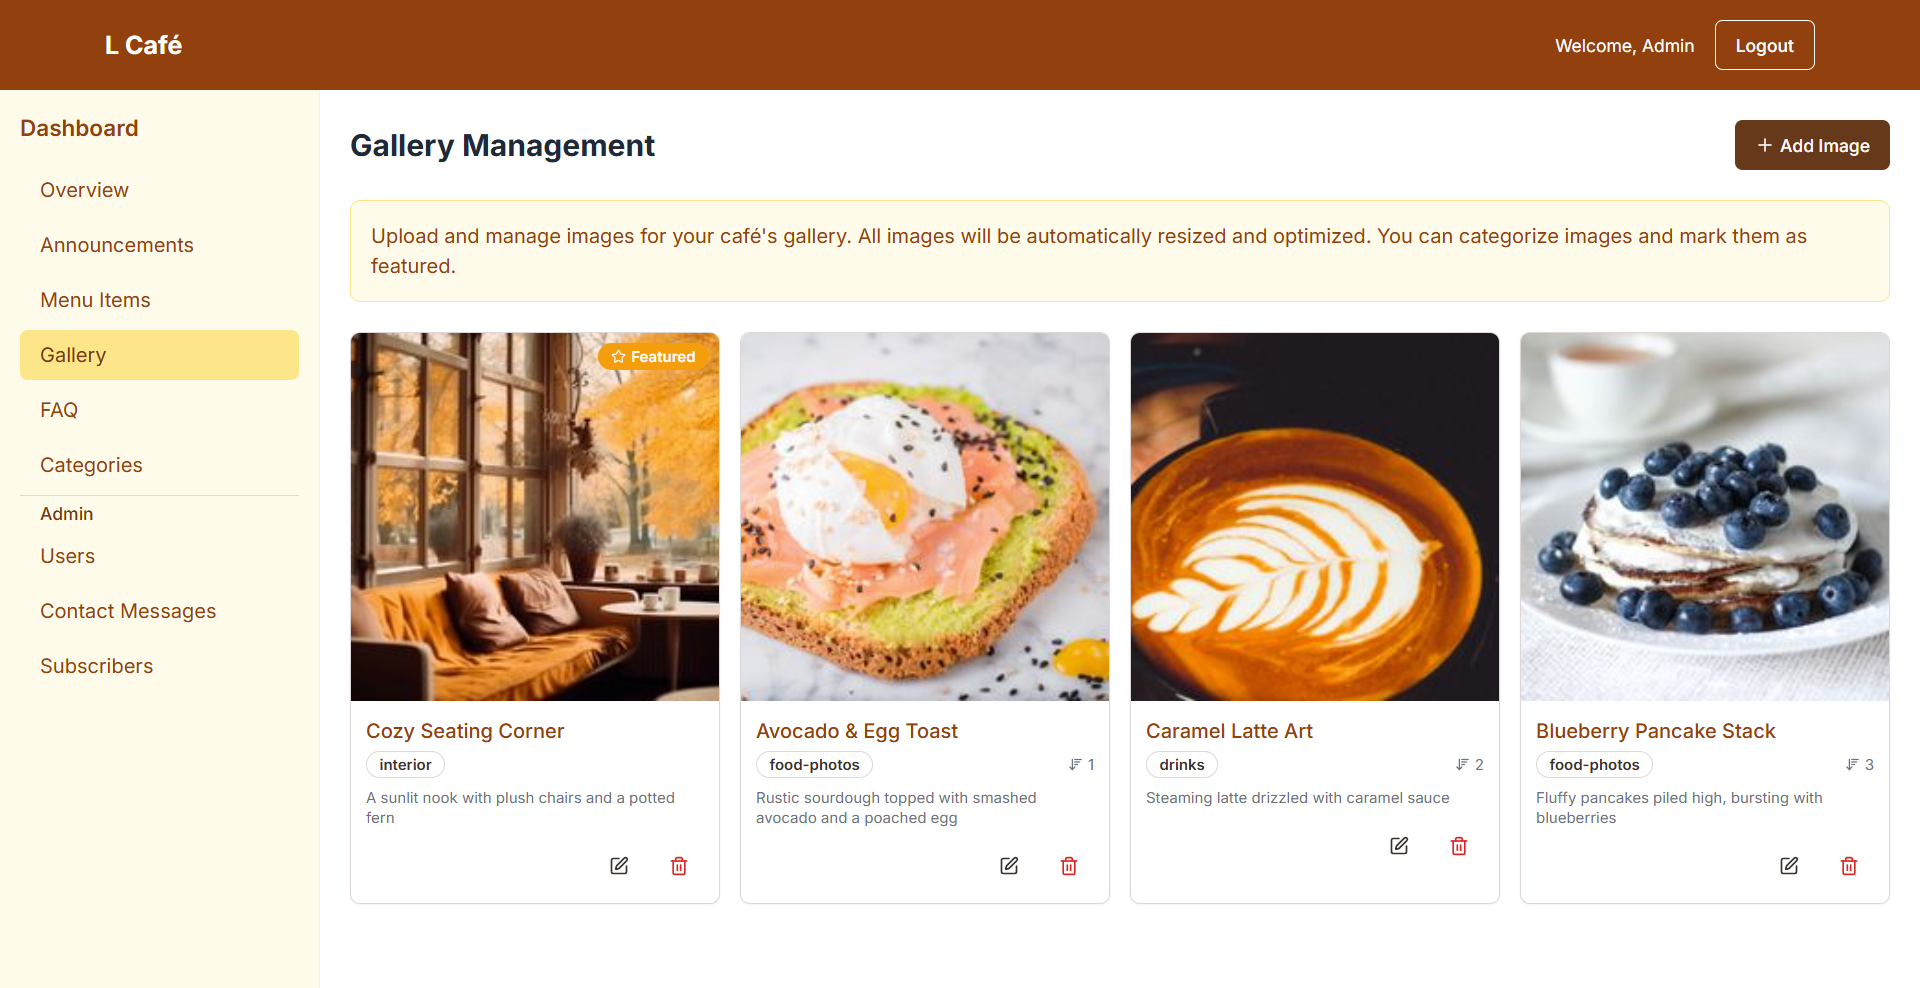 L Café
Welcome, Admin
Logout
Dashboard
Overview
Announcements
Menu Items
Gallery
FAQ
Categories
Admin
Users
Contact Messages
Subscribers
Gallery Management
+ Add Image
Upload and manage images for your café's gallery. All images will be automatically resized and optimized. You can categorize images and mark them as
featured.
Featured
Cozy Seating Corner
interior
A sunlit nook with plush chairs and a potted
fern
Avocado & Egg Toast
food-photos
1
Rustic sourdough topped with smashed
avocado and a poached egg
Caramel Latte Art
drinks
2
Steaming latte drizzled with caramel sauce
Blueberry Pancake Stack
food-photos
3
Fluffy pancakes piled high, bursting with
blueberries